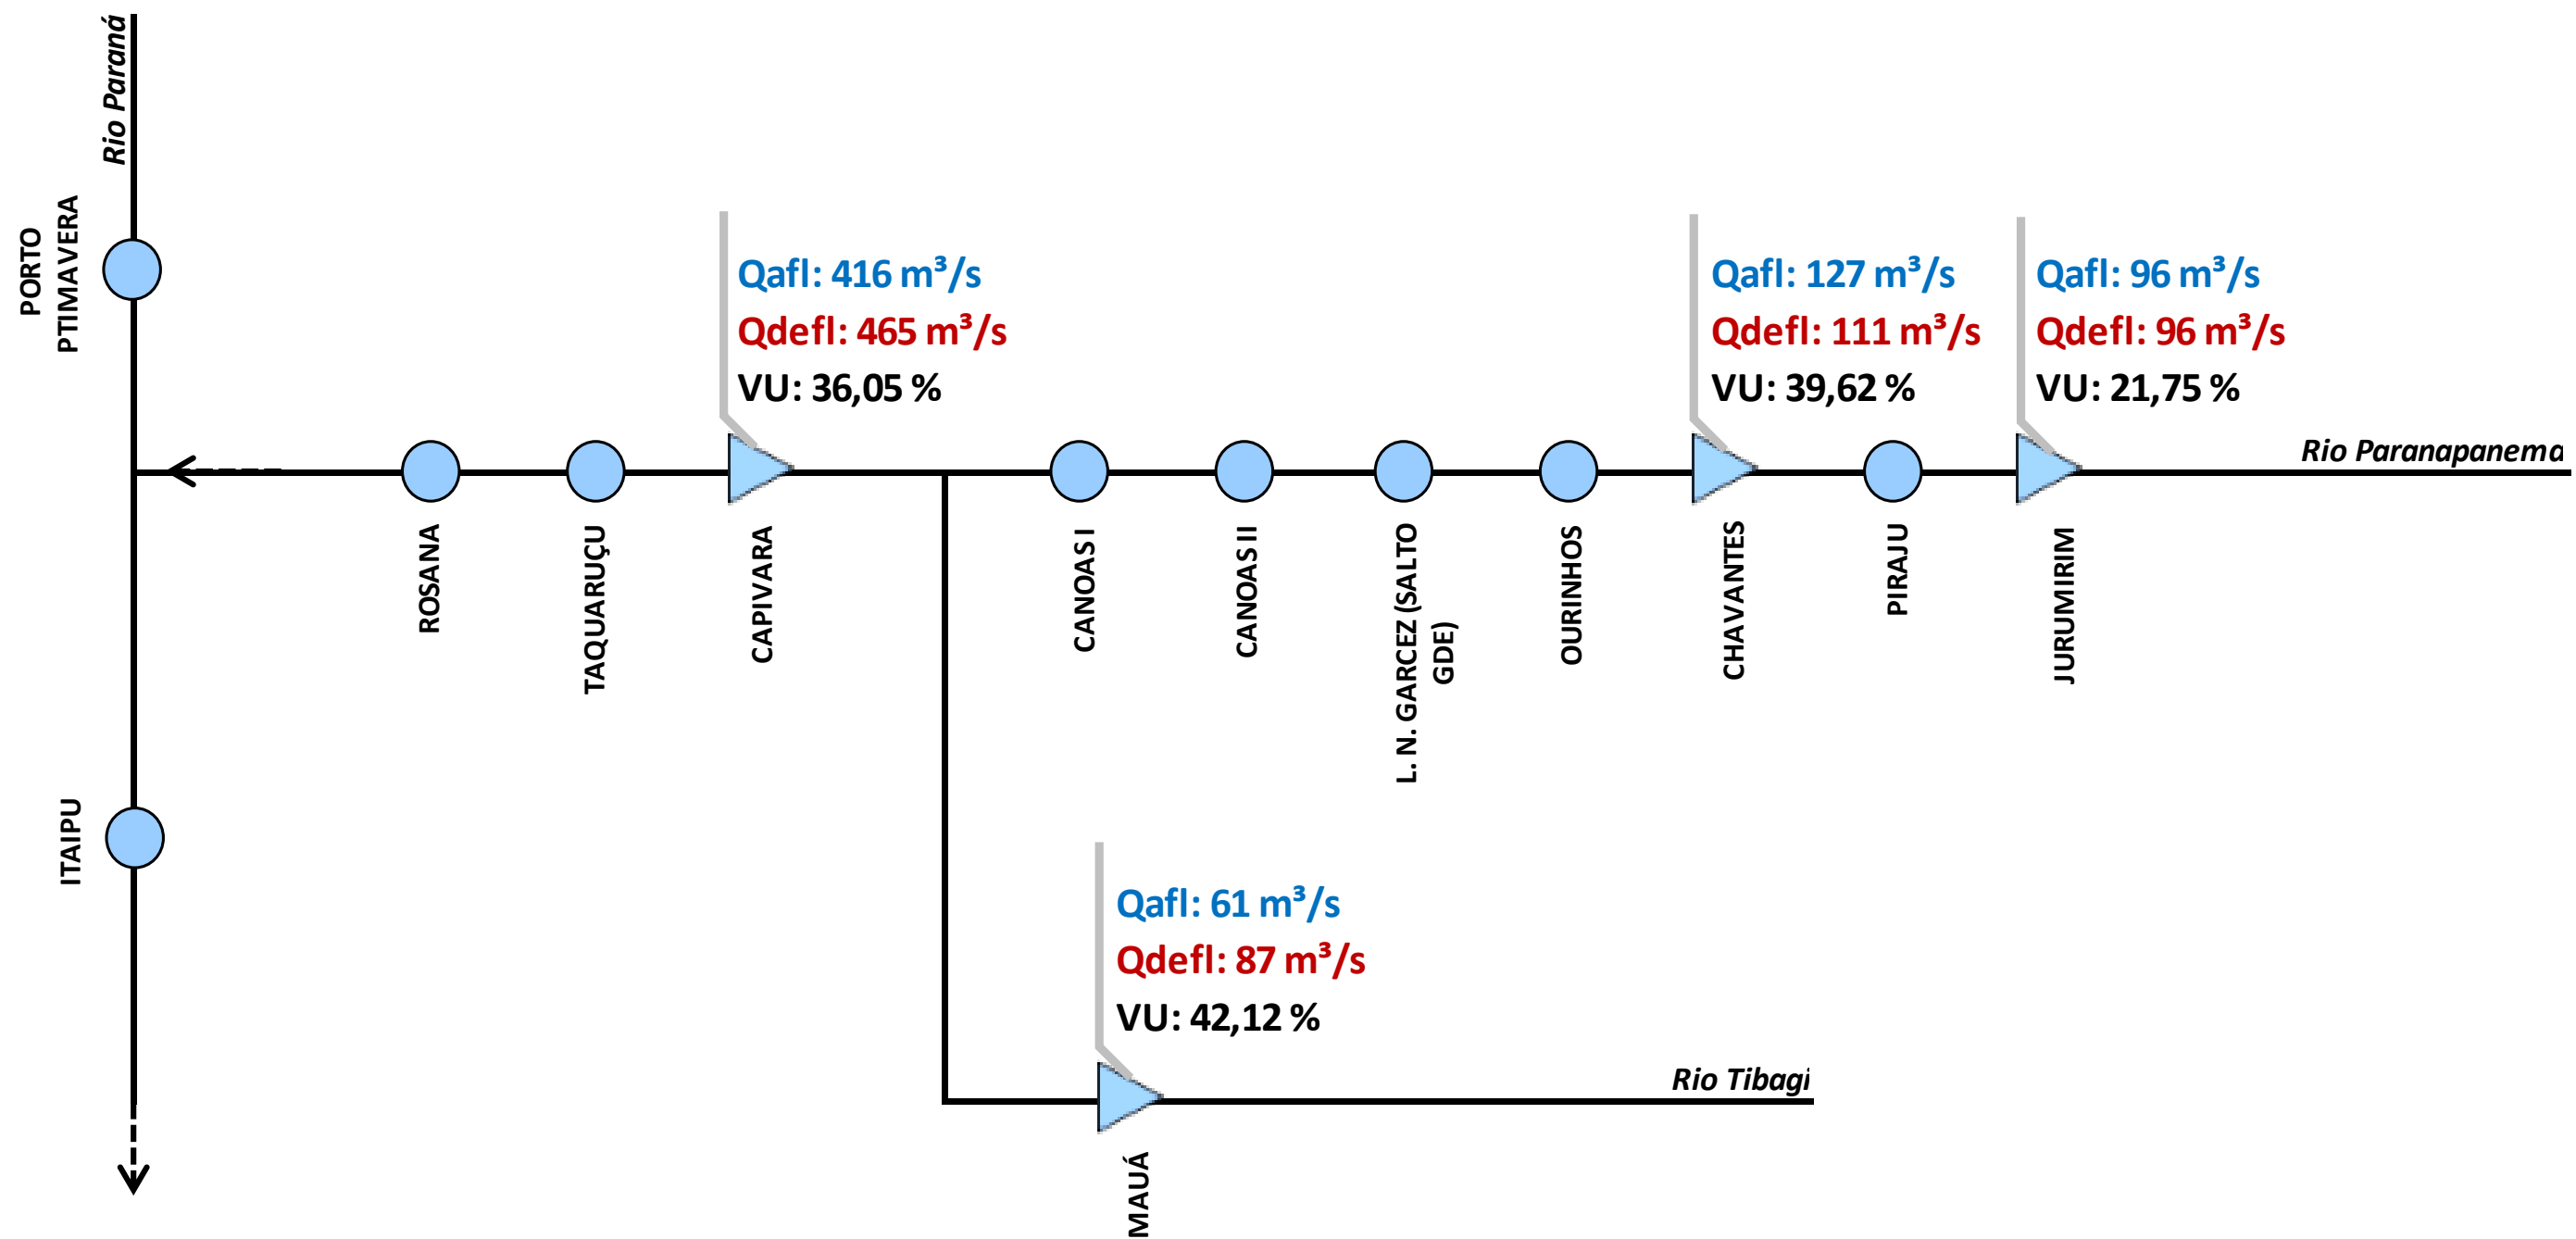 Rio Paraná
PORTO
PTIMAVERA
Qafl: 416 m³/s
Qdefl: 465 m³/s
VU: 36,05 %
Qafl: 127 m³/s
Qdefl: 111 m³/s
VU: 39,62 %
Qafl: 96 m³/s
Qdefl: 96 m³/s
VU: 21,75 %
Rio Paranapanema
ROSANA
TAQUARUÇU
CAPIVARA
CANOAS I
CANOAS II
L. N. GARCEZ (SALTO
GDE)
OURINHOS
CHAVANTES
PIRAJU
JURUMIRIM
ITAIPU
Qafl: 61 m³/s
Qdefl: 87 m³/s
VU: 42,12 %
Rio Tibagi
MAUÁ